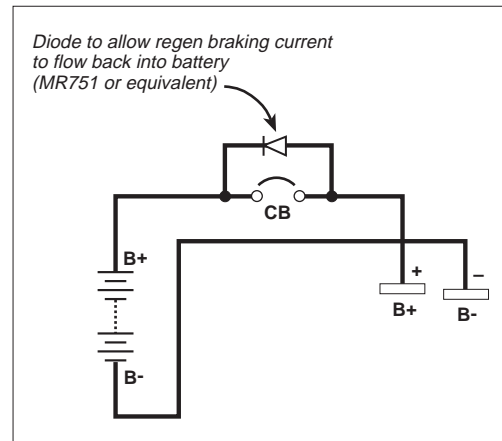 Diode to allow regen braking current
to flow back into battery
(MR751 or equivalent)
CB
B+
+
–
B+
B-
B-